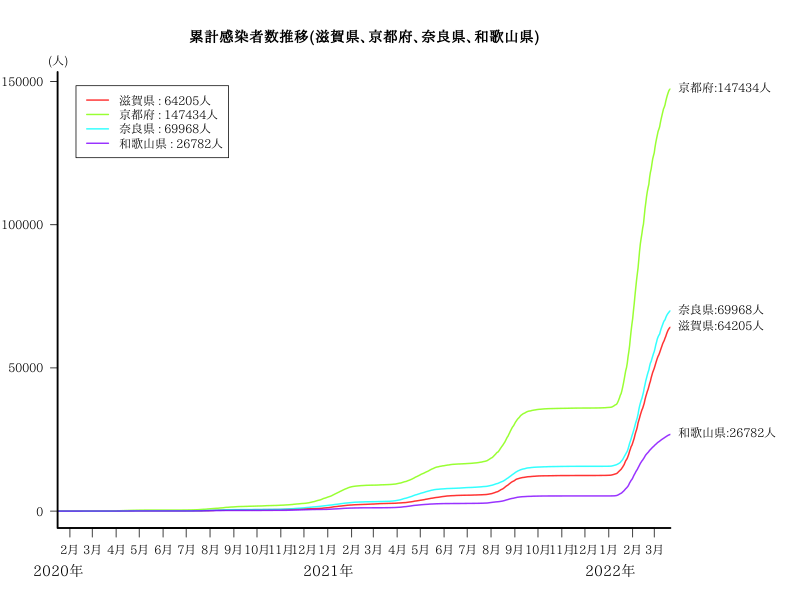 累計感染者数推移(滋賀県、京都府、奈良県、和歌山県)
(人)
150000
100000
50000
0
滋賀県 : 64205人
京都府 : 147434人
奈良県 : 69968人
和歌山県 : 26782人
京都府:147434人
奈良県:69968人
滋賀県:64205人
和歌山県:26782人
2月 3月 4月 5月 6月 7月 8月 9月 10月 11月 12月 1月 2月 3月 4月 5月 6月 7月 8月 9月 10月 11月 12月 1月 2月 3月
2020年 2021年 2022年